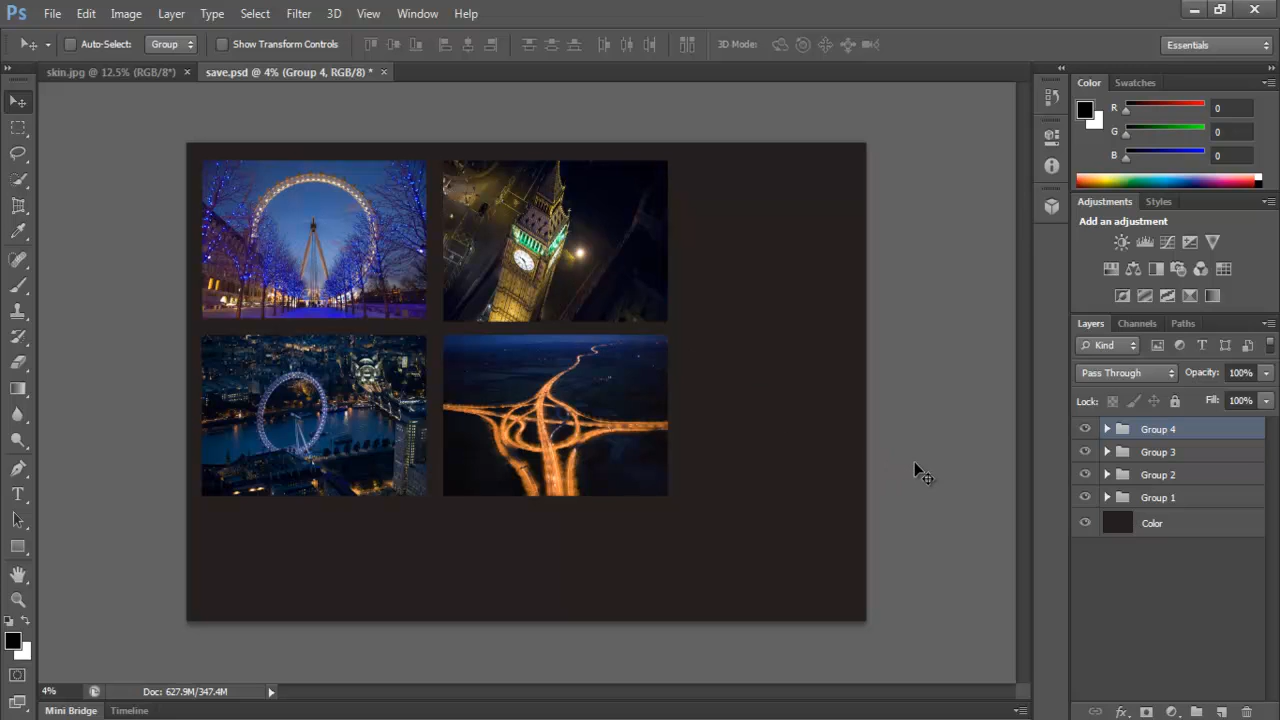 Ps File Edit Image Layer Type Select Filter 3D View Window Help
Auto-Select: Group Show Transform Controls 3D Mode: Essentials
skin.jpg @ 12.5% (RGB/8*) × save.psd @ 4% (Group 4, RGB/8) * ×
Color Swatches
R 0
G 0
B 0
Adjustments Styles
Add an adjustment
Layers Channels Paths
Kind
Pass Through Opacity: 100%
Lock: Fill: 100%
Group 4
Group 3
Group 2
Group 1
Color
4% Doc: 627.9M/347.4M
Mini Bridge Timeline